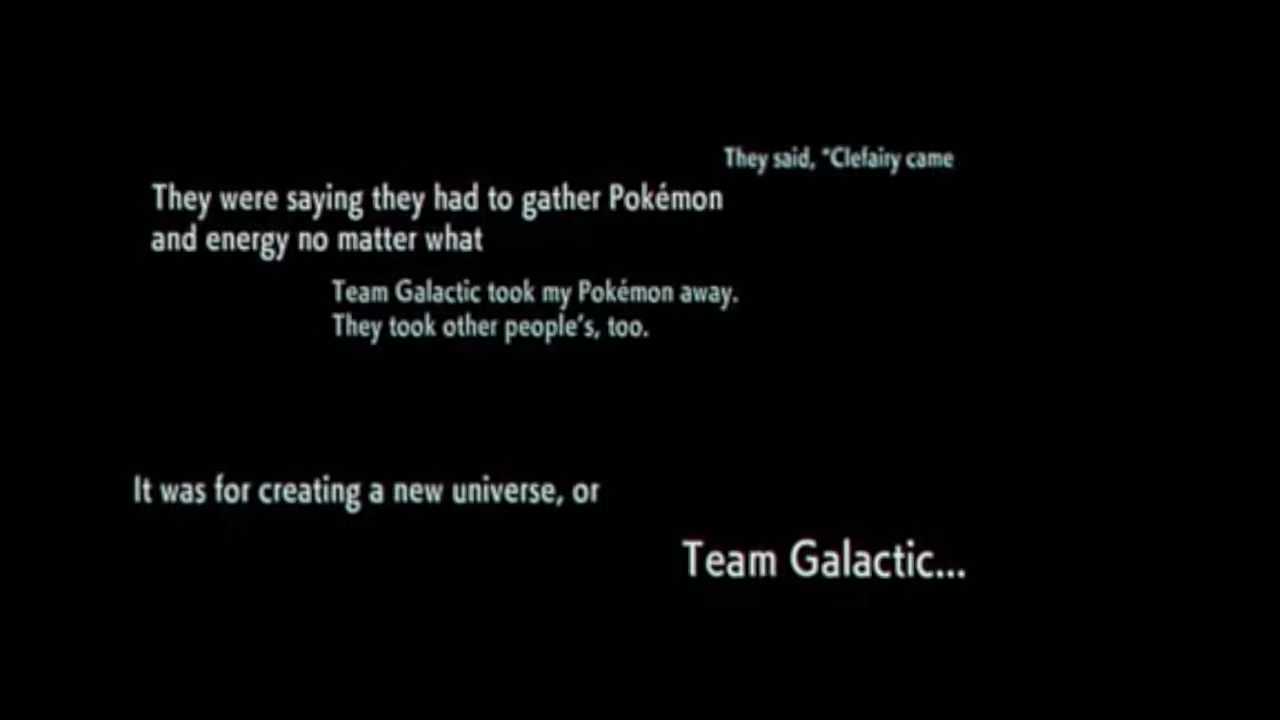 They said, "Clefairy came
They were saying they had to gather Pokémon
and energy no matter what
Team Galactic took my Pokémon away.
They took other people's, too.
It was for creating a new universe, or
Team Galactic...